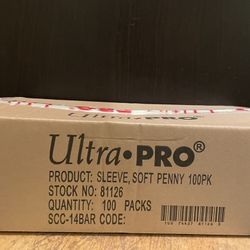 Ultra•PRO®
PRODUCT: SLEEVE, SOFT PENNY 100PK
STOCK NO: 81126
QUANTITY: 100 PACKS
SCC-14BAR CODE: